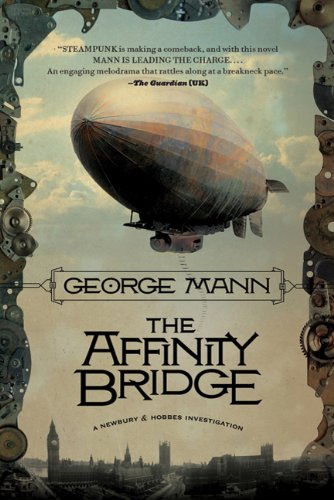 "STEAMPUNK is making a comeback, and with this novel
MANN IS LEADING THE CHARGE. . . .
An engaging melodrama that rattles along at a breakneck pace."
—The Guardian (UK)
GEORGE MANN
THE
AFFINITY
BRIDGE
A NEWBURY & HOBBES INVESTIGATION